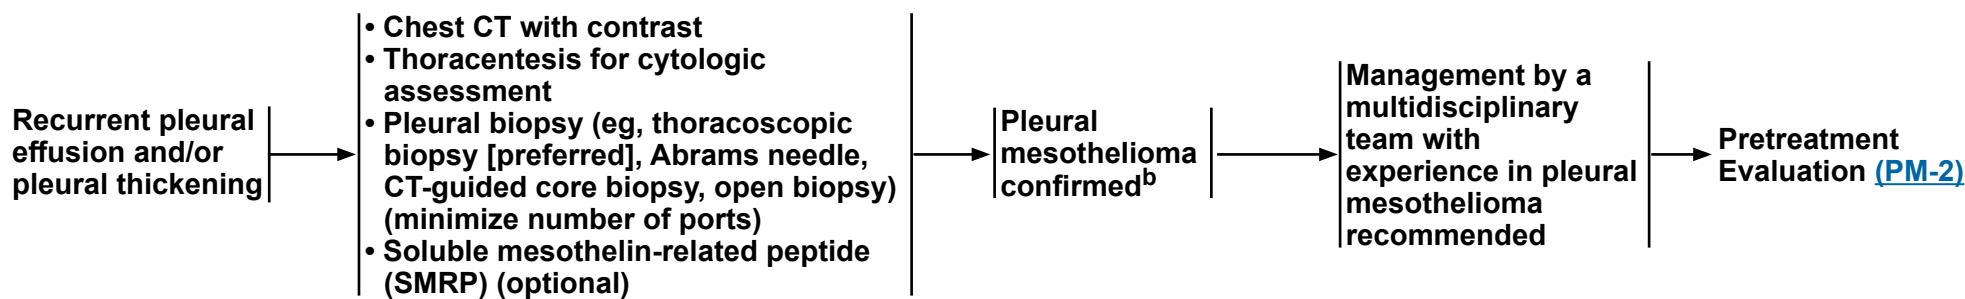 Recurrent pleural
effusion and/or
pleural thickening
• Chest CT with contrast
• Thoracentesis for cytologic
assessment
• Pleural biopsy (eg, thoracoscopic
biopsy [preferred], Abrams needle,
CT-guided core biopsy, open biopsy)
(minimize number of ports)
• Soluble mesothelin-related peptide
(SMRP) (optional)
Pleural
mesothelioma
confirmedᵇ
Management by a
multidisciplinary
team with
experience in pleural
mesothelioma
recommended
Pretreatment
Evaluation (PM-2)